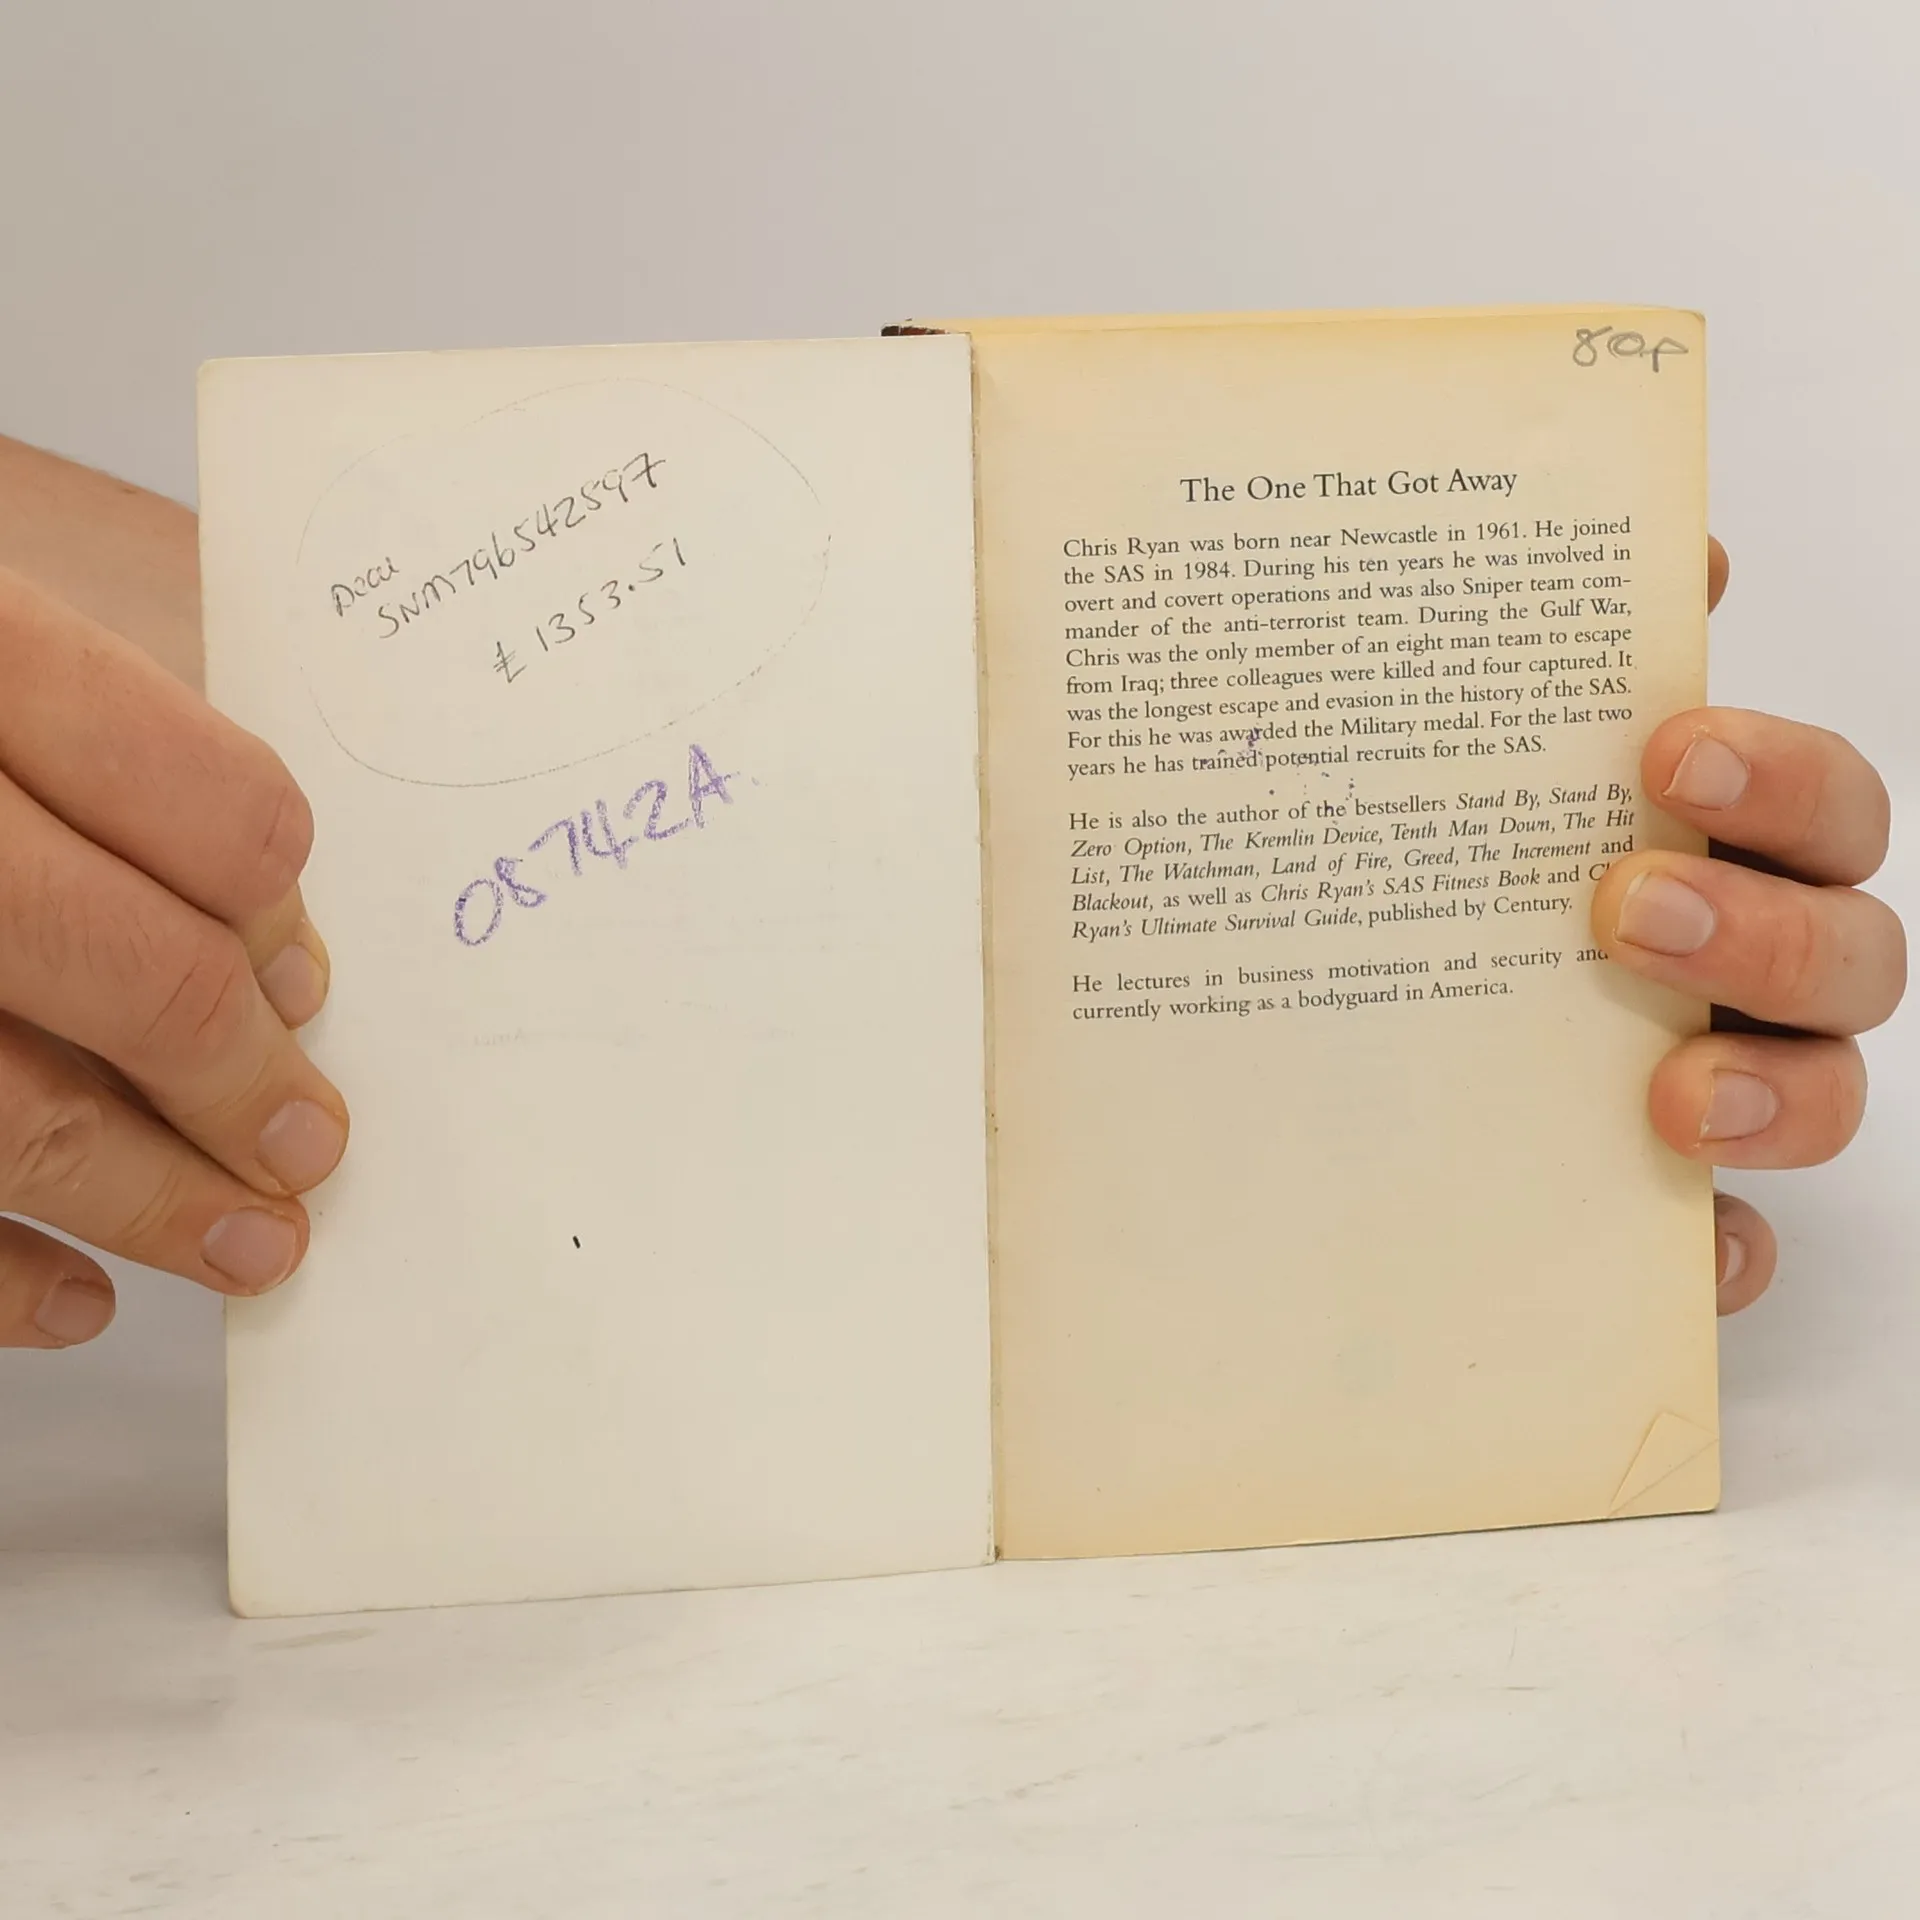 SNM796542597
£1353.51
08742A.
80p
The One That Got Away
Chris Ryan was born near Newcastle in 1961. He joined
the SAS in 1984. During his ten years he was involved in
overt and covert operations and was also Sniper team com-
mander of the anti-terrorist team. During the Gulf War,
Chris was the only member of an eight man team to escape
from Iraq; three colleagues were killed and four captured. It
was the longest escape and evasion in the history of the SAS.
For this he was awarded the Military medal. For the last two
years he has trained potential recruits for the SAS.
He is also the author of the bestsellers Stand By, Stand By,
Zero Option, The Kremlin Device, Tenth Man Down, The Hit
List, The Watchman, Land of Fire, Greed, The Increment and
Blackout, as well as Chris Ryan's SAS Fitness Book and
Ryan's Ultimate Survival Guide, published by Century.
He lectures in business motivation and security and
currently working as a bodyguard in America.